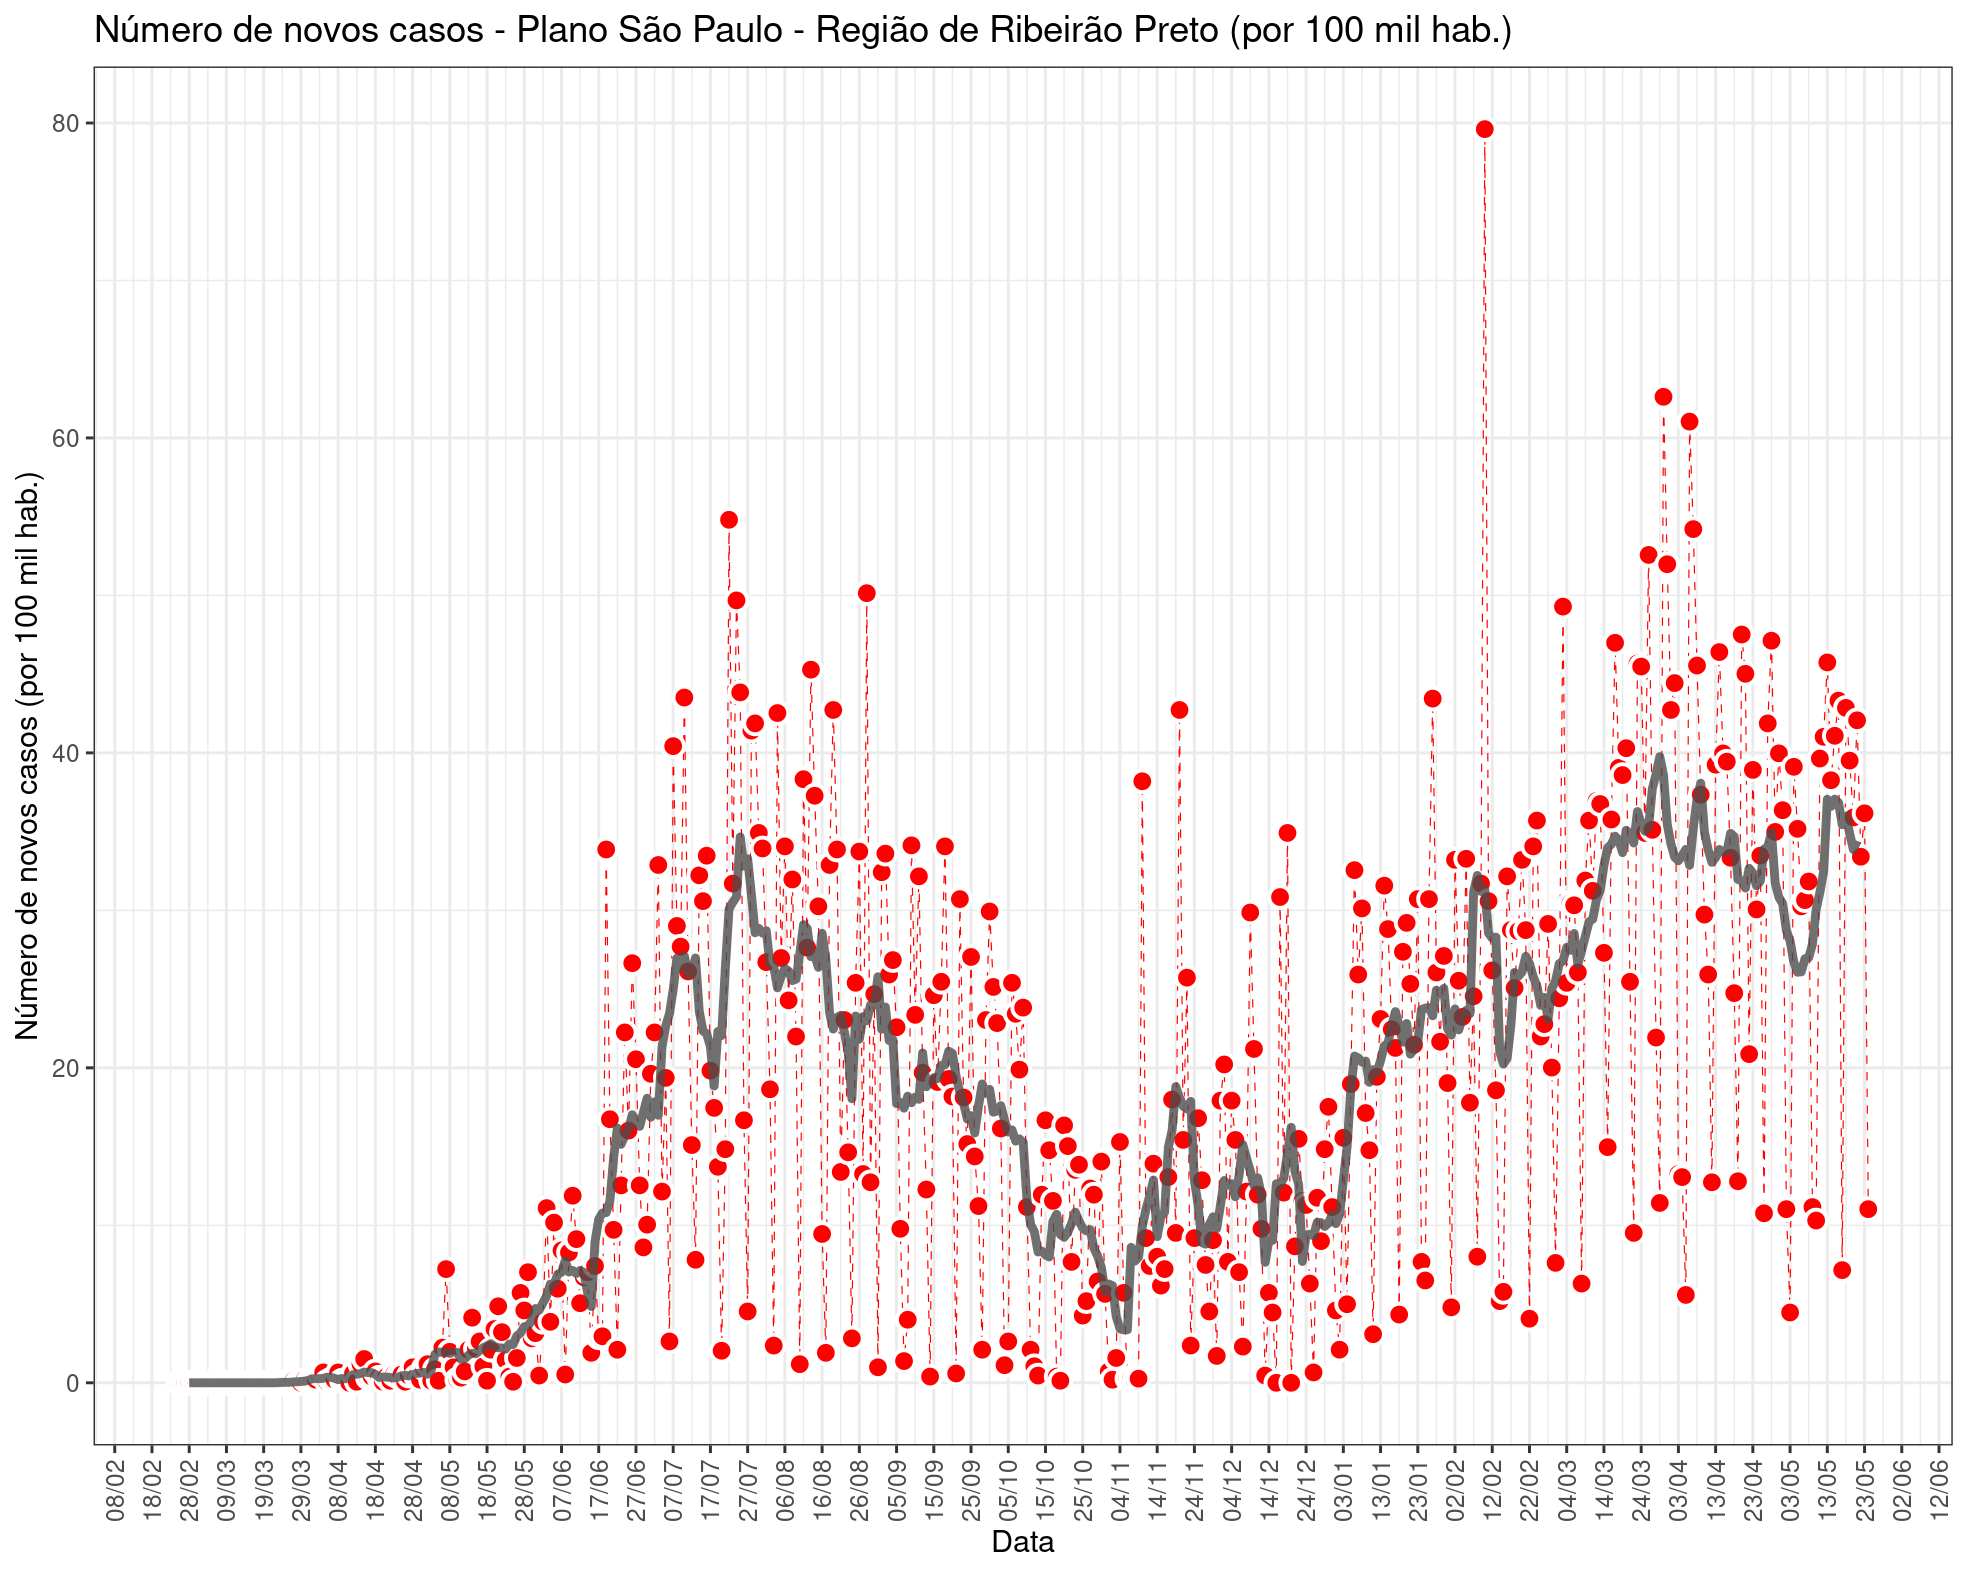 Número de novos casos - Plano São Paulo - Região de Ribeirão Preto (por 100 mil hab.)
Número de novos casos (por 100 mil hab.)
80
60
40
20
0
08/02 18/02 28/02 09/03 19/03 29/03 08/04 18/04 28/04 08/05 18/05 28/05 07/06 17/06 27/06 07/07 17/07 27/07 06/08 16/08 26/08 05/09 15/09 25/09 05/10 15/10 25/10 04/11 14/11 24/11 04/12 14/12 24/12 03/01 13/01 23/01 02/02 12/02 22/02 04/03 14/03 24/03 03/04 13/04 23/04 03/05 13/05 23/05 02/06 12/06
Data